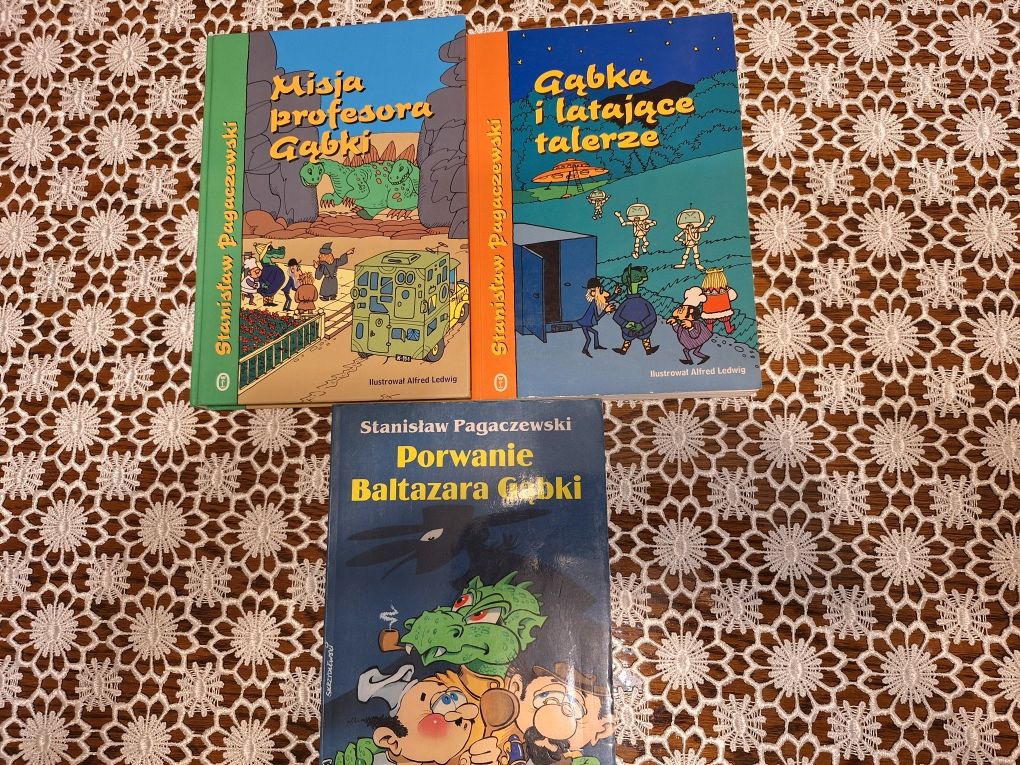 Stanisław Pagaczewski
Misja
profesora
Gąbki
Ilustrował Alfred Ledwig
Stanisław Pagaczewski
Gąbka
i latające
talerze
Ilustrował Alfred Ledwig
Stanisław Pagaczewski
Porwanie
Baltazara Gąbki